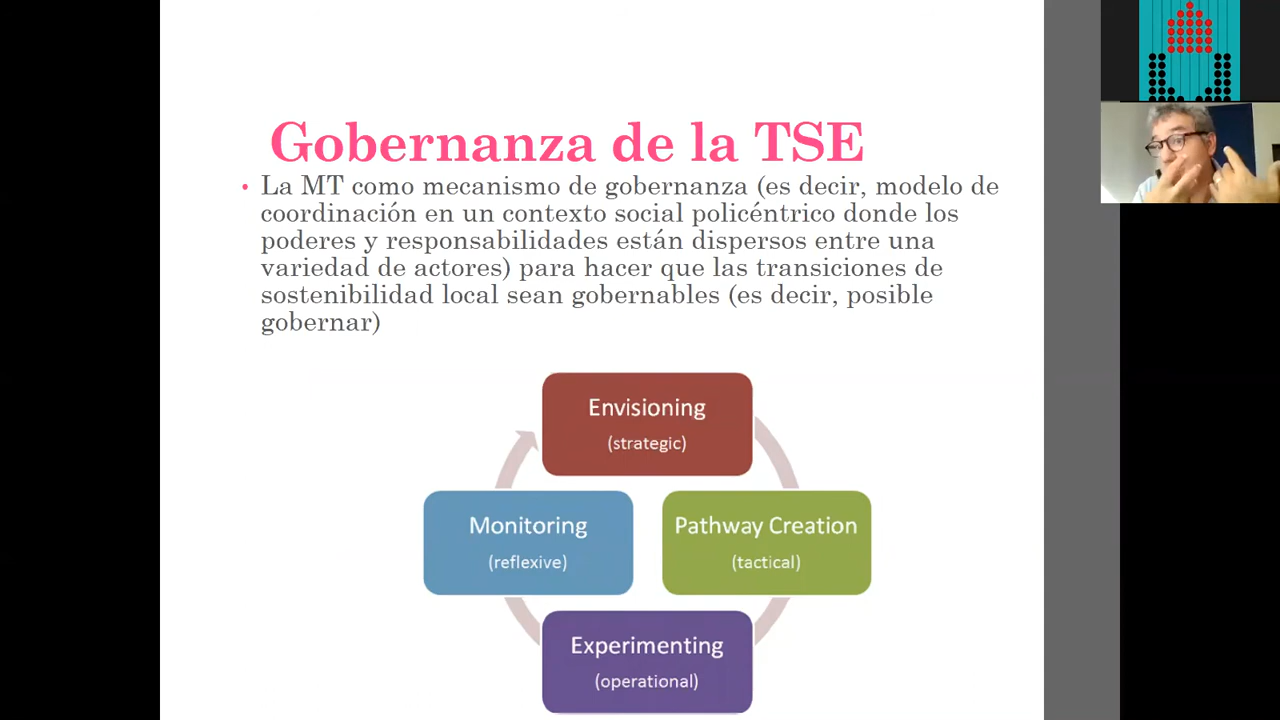 Gobernanza de la TSE
• La MT como mecanismo de gobernanza (es decir, modelo de
coordinación en un contexto social policéntrico donde los
poderes y responsabilidades están dispersos entre una
variedad de actores) para hacer que las transiciones de
sostenibilidad local sean gobernables (es decir, posible
gobernar)
Envisioning
(strategic)
Monitoring
(reflexive)
Pathway Creation
(tactical)
Experimenting
(operational)